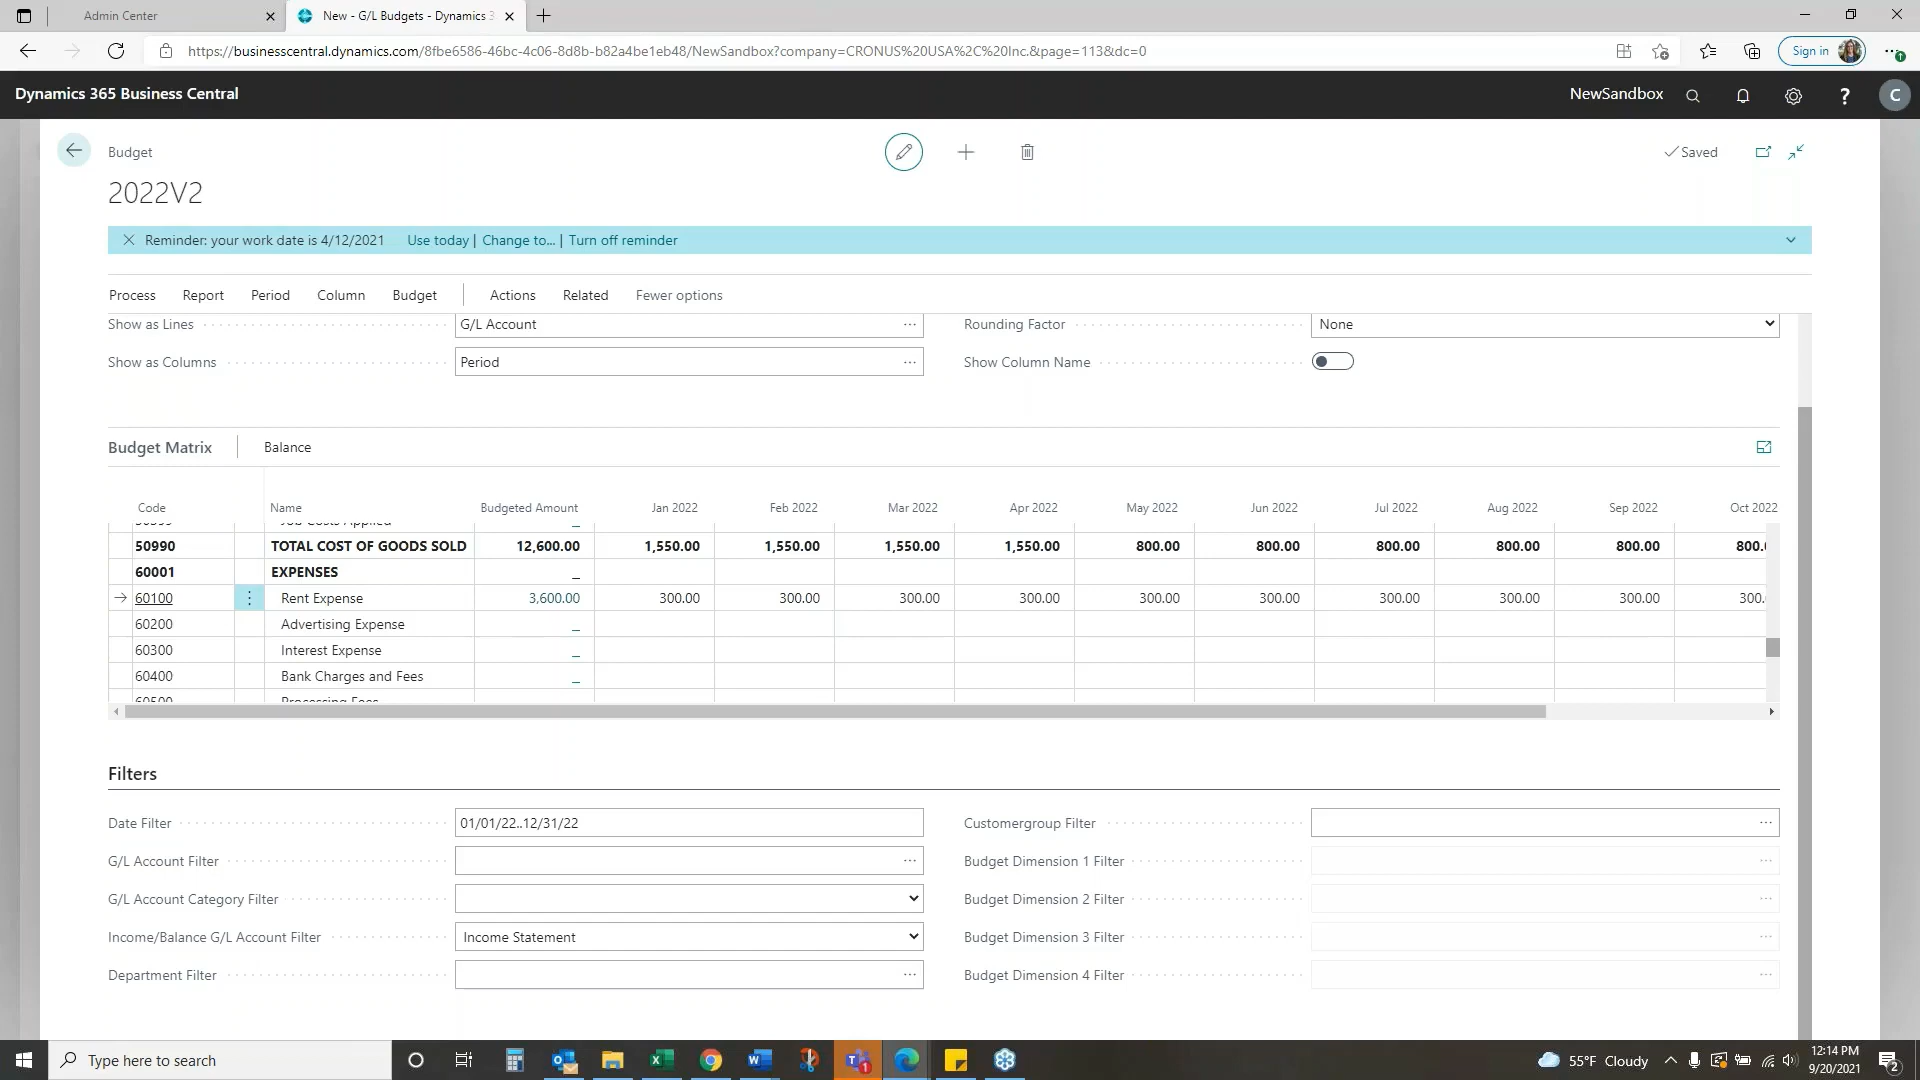 Admin Center
New - G/L Budgets - Dynamics 3
https://businesscentral.dynamics.com/8fbe6586-46bc-4c06-8d8b-b82a4be1eb48/NewSandbox?company=CRONUS%20USA%2C%20Inc.&page=113&dc=0
Sign in
Dynamics 365 Business Central
NewSandbox
?
C
Budget
Saved
2022V2
Reminder: your work date is 4/12/2021 Use today | Change to... | Turn off reminder
Process Report Period Column Budget Actions Related Fewer options
Show as Lines G/L Account Rounding Factor None
Show as Columns Period Show Column Name
Budget Matrix Balance
Code Name Budgeted Amount Jan 2022 Feb 2022 Mar 2022 Apr 2022 May 2022 Jun 2022 Jul 2022 Aug 2022 Sep 2022 Oct 2022
Job Costs Applied _
50990 TOTAL COST OF GOODS SOLD 12,600.00 1,550.00 1,550.00 1,550.00 1,550.00 800.00 800.00 800.00 800.00 800.00 800.
60001 EXPENSES _
60100 Rent Expense 3,600.00 300.00 300.00 300.00 300.00 300.00 300.00 300.00 300.00 300.00 300.
60200 Advertising Expense _
60300 Interest Expense _
60400 Bank Charges and Fees _
60500 Processing Fees
Filters
Date Filter 01/01/22..12/31/22 Customergroup Filter
G/L Account Filter Budget Dimension 1 Filter
G/L Account Category Filter Budget Dimension 2 Filter
Income/Balance G/L Account Filter Income Statement Budget Dimension 3 Filter
Department Filter Budget Dimension 4 Filter
Type here to search
55°F Cloudy
12:14 PM
9/20/2021